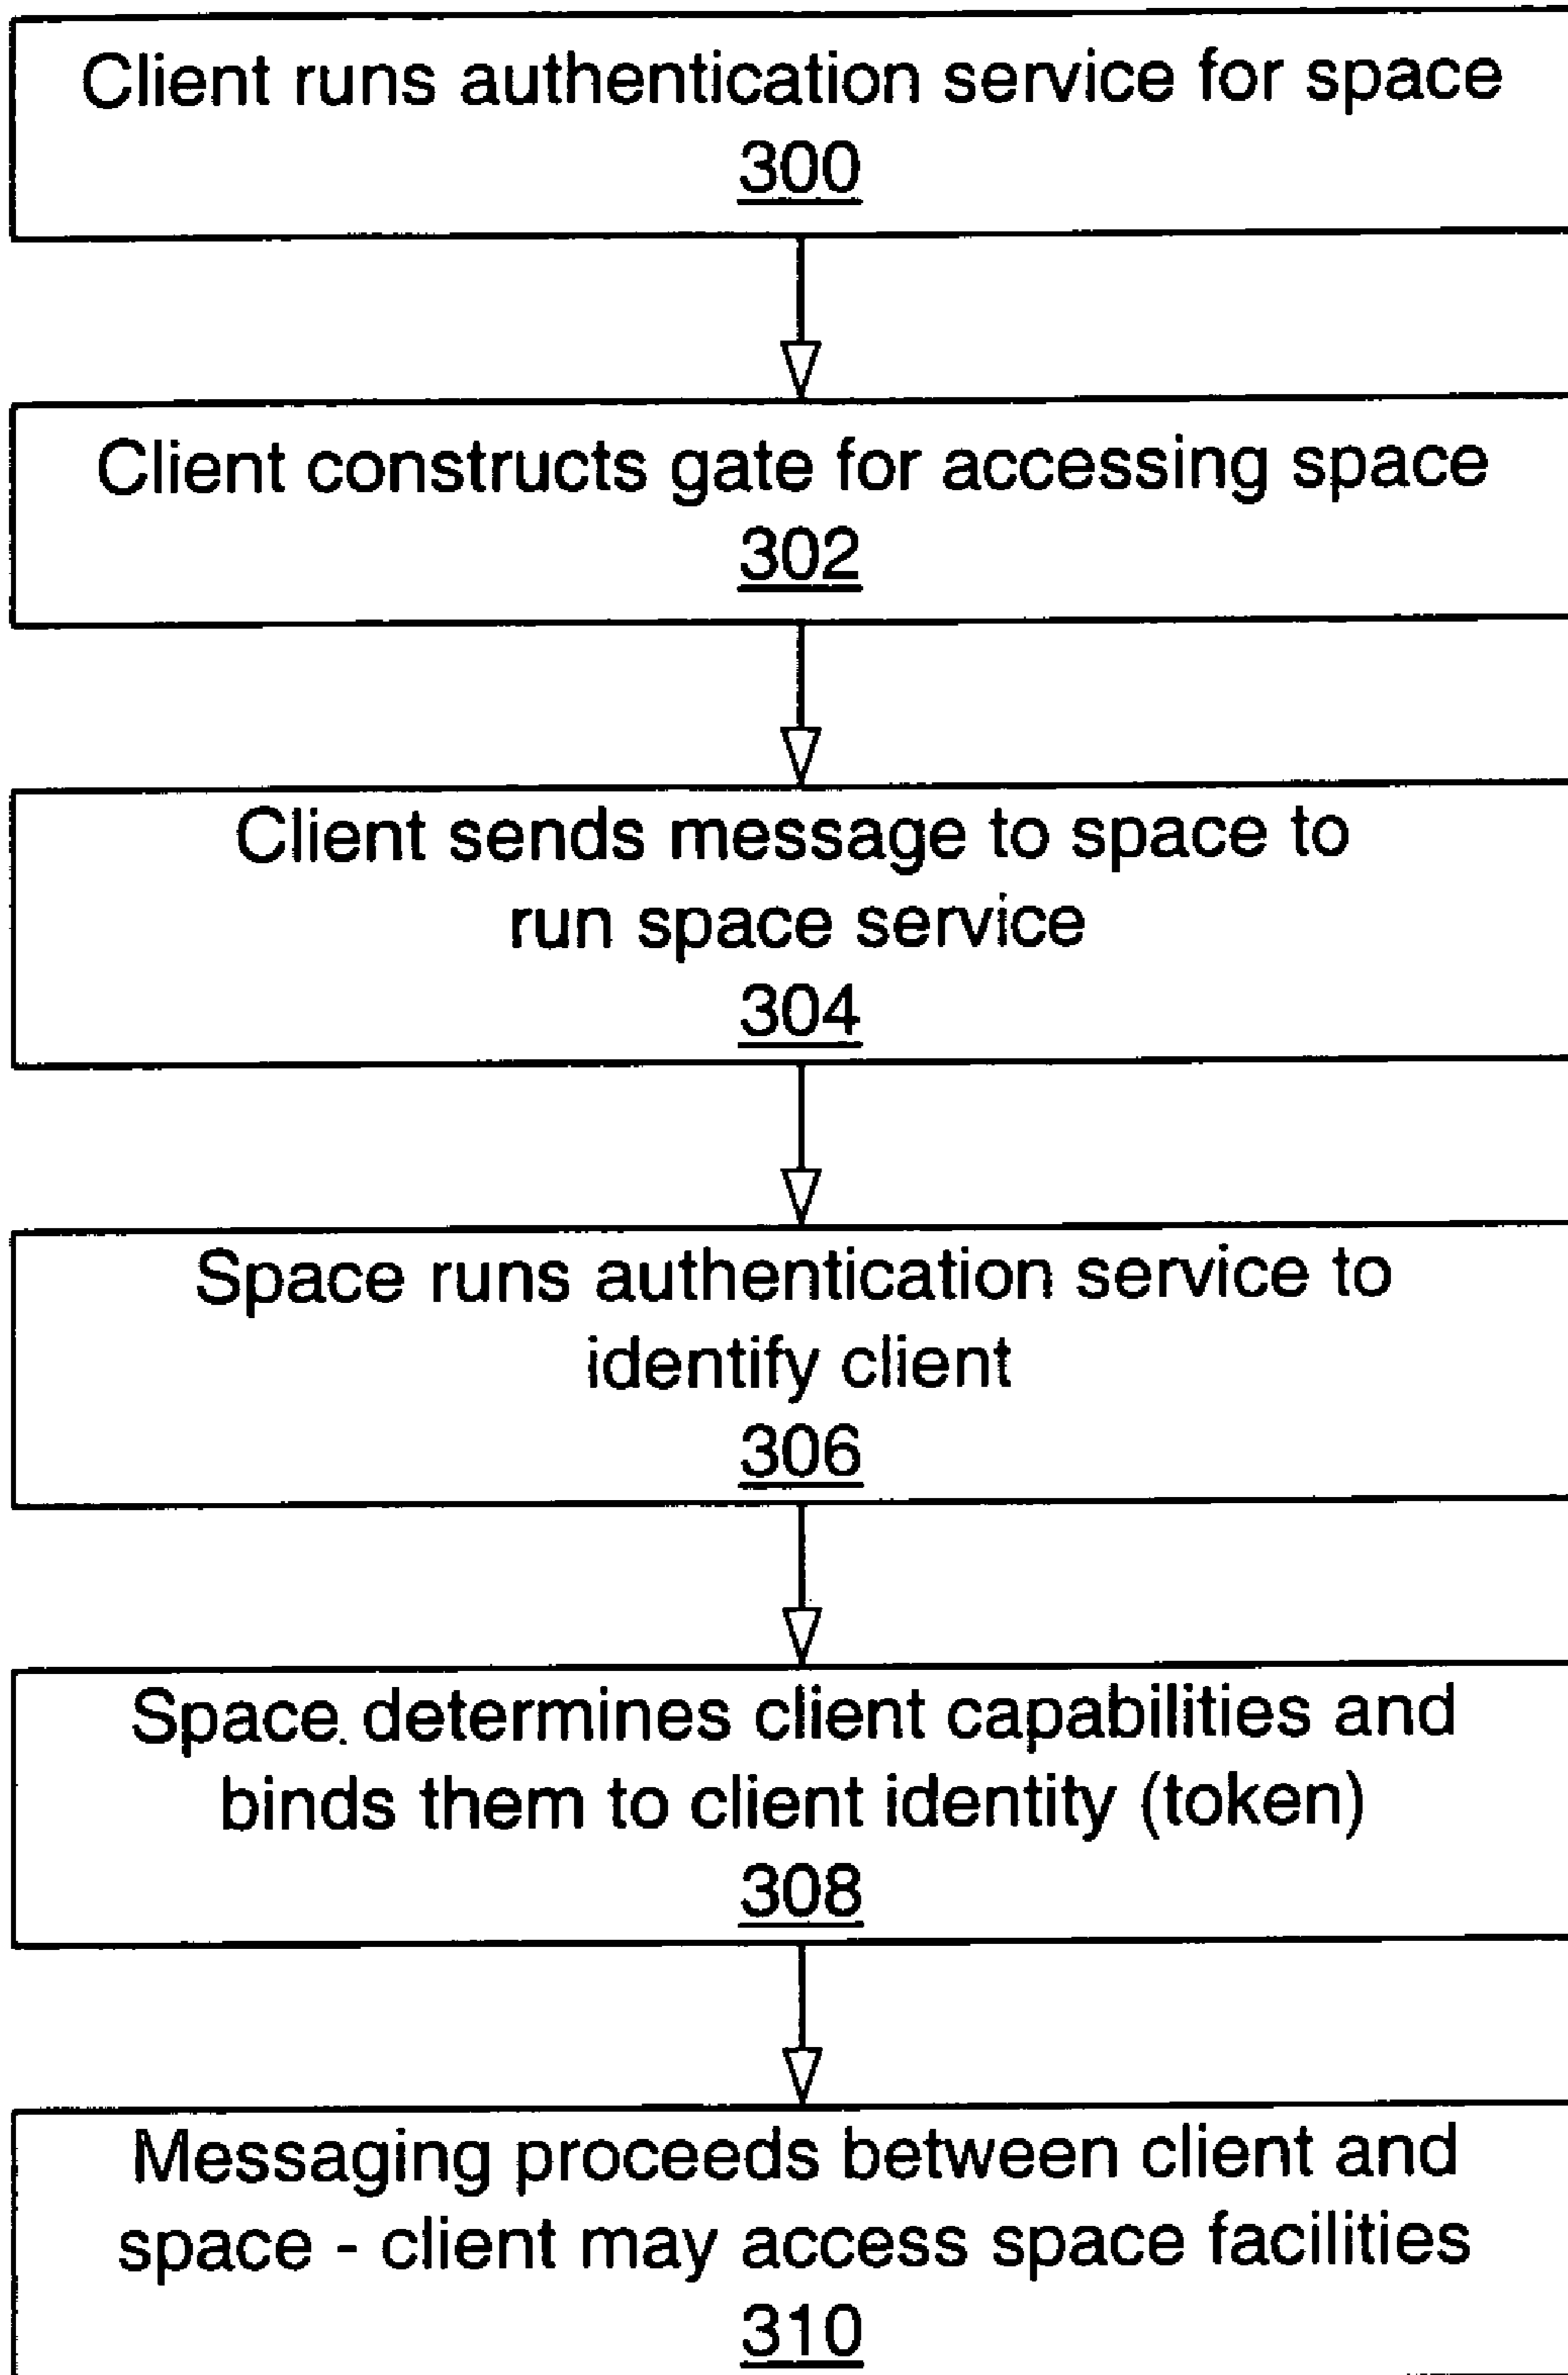 Client runs authentication service for space
300
Client constructs gate for accessing space
302
Client sends message to space to
run space service
304
Space runs authentication service to
identify client
306
Space determines client capabilities and
binds them to client identity (token)
308
Messaging proceeds between client and
space - client may access space facilities
310